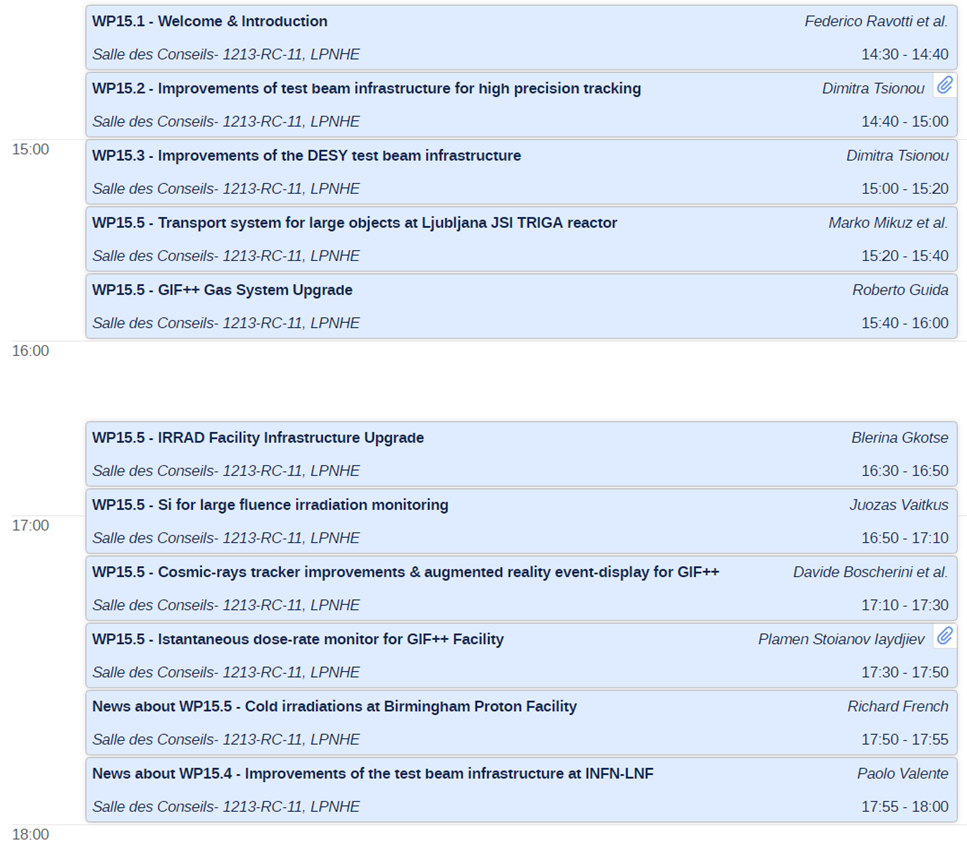 WP15.1 - Welcome & Introduction Federico Ravotti et al.
Salle des Conseils- 1213-RC-11, LPNHE 14:30 - 14:40
WP15.2 - Improvements of test beam infrastructure for high precision tracking Dimitra Tsionou
Salle des Conseils- 1213-RC-11, LPNHE 14:40 - 15:00
15:00
WP15.3 - Improvements of the DESY test beam infrastructure Dimitra Tsionou
Salle des Conseils- 1213-RC-11, LPNHE 15:00 - 15:20
WP15.5 - Transport system for large objects at Ljubljana JSI TRIGA reactor Marko Mikuz et al.
Salle des Conseils- 1213-RC-11, LPNHE 15:20 - 15:40
WP15.5 - GIF++ Gas System Upgrade Roberto Guida
Salle des Conseils- 1213-RC-11, LPNHE 15:40 - 16:00
16:00
WP15.5 - IRRAD Facility Infrastructure Upgrade Blerina Gkotse
Salle des Conseils- 1213-RC-11, LPNHE 16:30 - 16:50
WP15.5 - Si for large fluence irradiation monitoring Juozas Vaitkus
17:00
Salle des Conseils- 1213-RC-11, LPNHE 16:50 - 17:10
WP15.5 - Cosmic-rays tracker improvements & augmented reality event-display for GIF++ Davide Boscherini et al.
Salle des Conseils- 1213-RC-11, LPNHE 17:10 - 17:30
WP15.5 - Istantaneous dose-rate monitor for GIF++ Facility Plamen Stoianov Iaydjiev
Salle des Conseils- 1213-RC-11, LPNHE 17:30 - 17:50
News about WP15.5 - Cold irradiations at Birmingham Proton Facility Richard French
Salle des Conseils- 1213-RC-11, LPNHE 17:50 - 17:55
News about WP15.4 - Improvements of the test beam infrastructure at INFN-LNF Paolo Valente
Salle des Conseils- 1213-RC-11, LPNHE 17:55 - 18:00
18:00